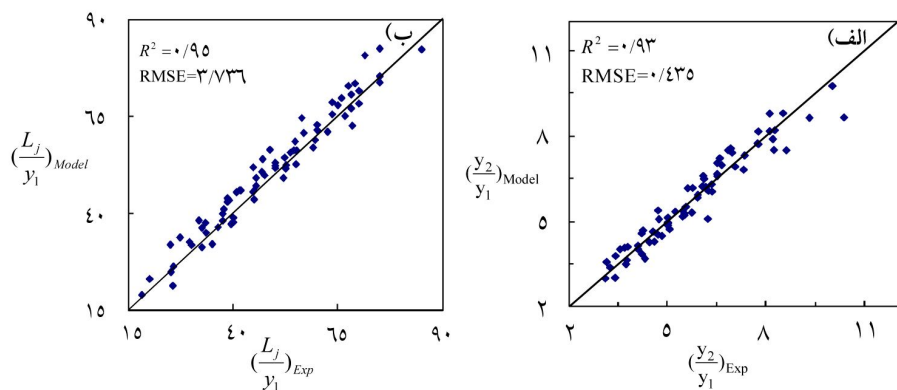 الف)
R² = ۰/۹۳
RMSE=۰/۴۳۵
(y₂/y₁)Model
۱۱
۸
۵
۲
۲ ۵ ۸ ۱۱
(y₂/y₁)Exp
ب)
R² = ۰/۹۵
RMSE=۳/۷۳۶
(Lⱼ/y₁)Model
۹۰
۶۵
۴۰
۱۵
۱۵ ۴۰ ۶۵ ۹۰
(Lⱼ/y₁)Exp